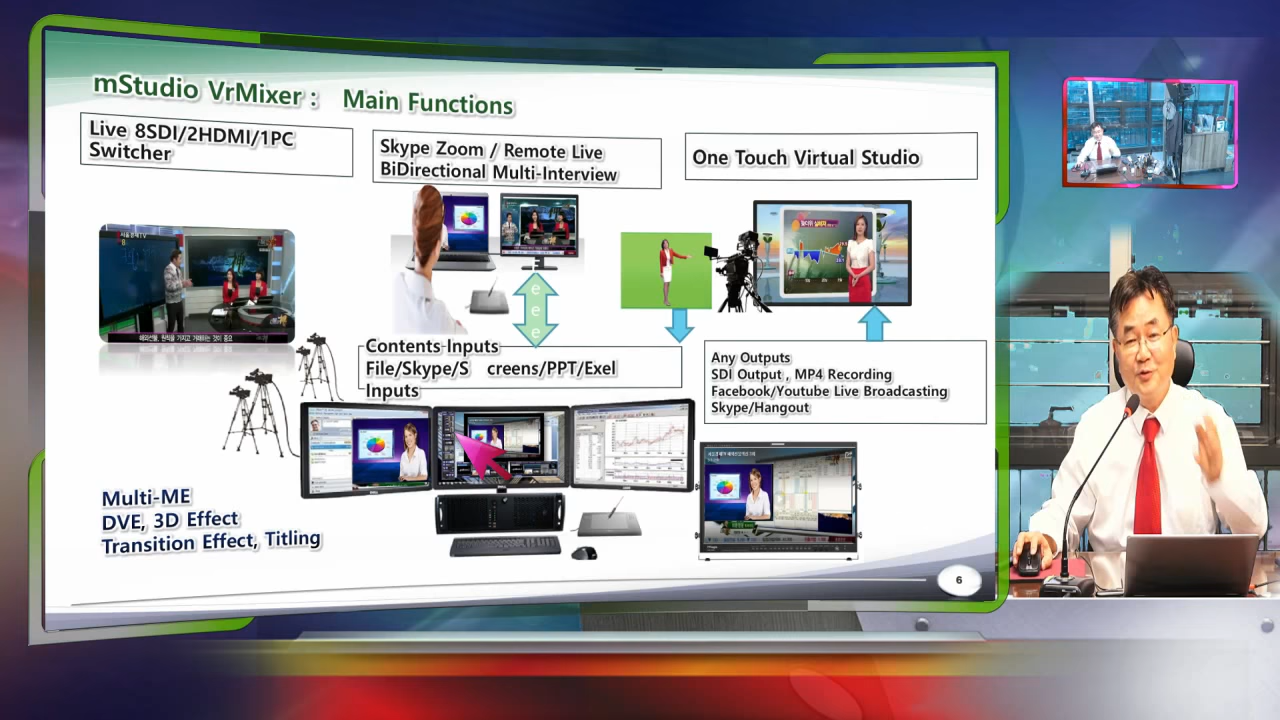 mStudio VrMixer : Main Functions
Live 8SDI/2HDMI/1PC
Switcher
Skype Zoom / Remote Live
BiDirectional Multi-Interview
One Touch Virtual Studio
e
e
e
Contents Inputs
File/Skype/S creens/PPT/Exel
Inputs
Any Outputs
SDI Output , MP4 Recording
Facebook/Youtube Live Broadcasting
Skype/Hangout
Multi-ME
DVE, 3D Effect
Transition Effect, Titling
6